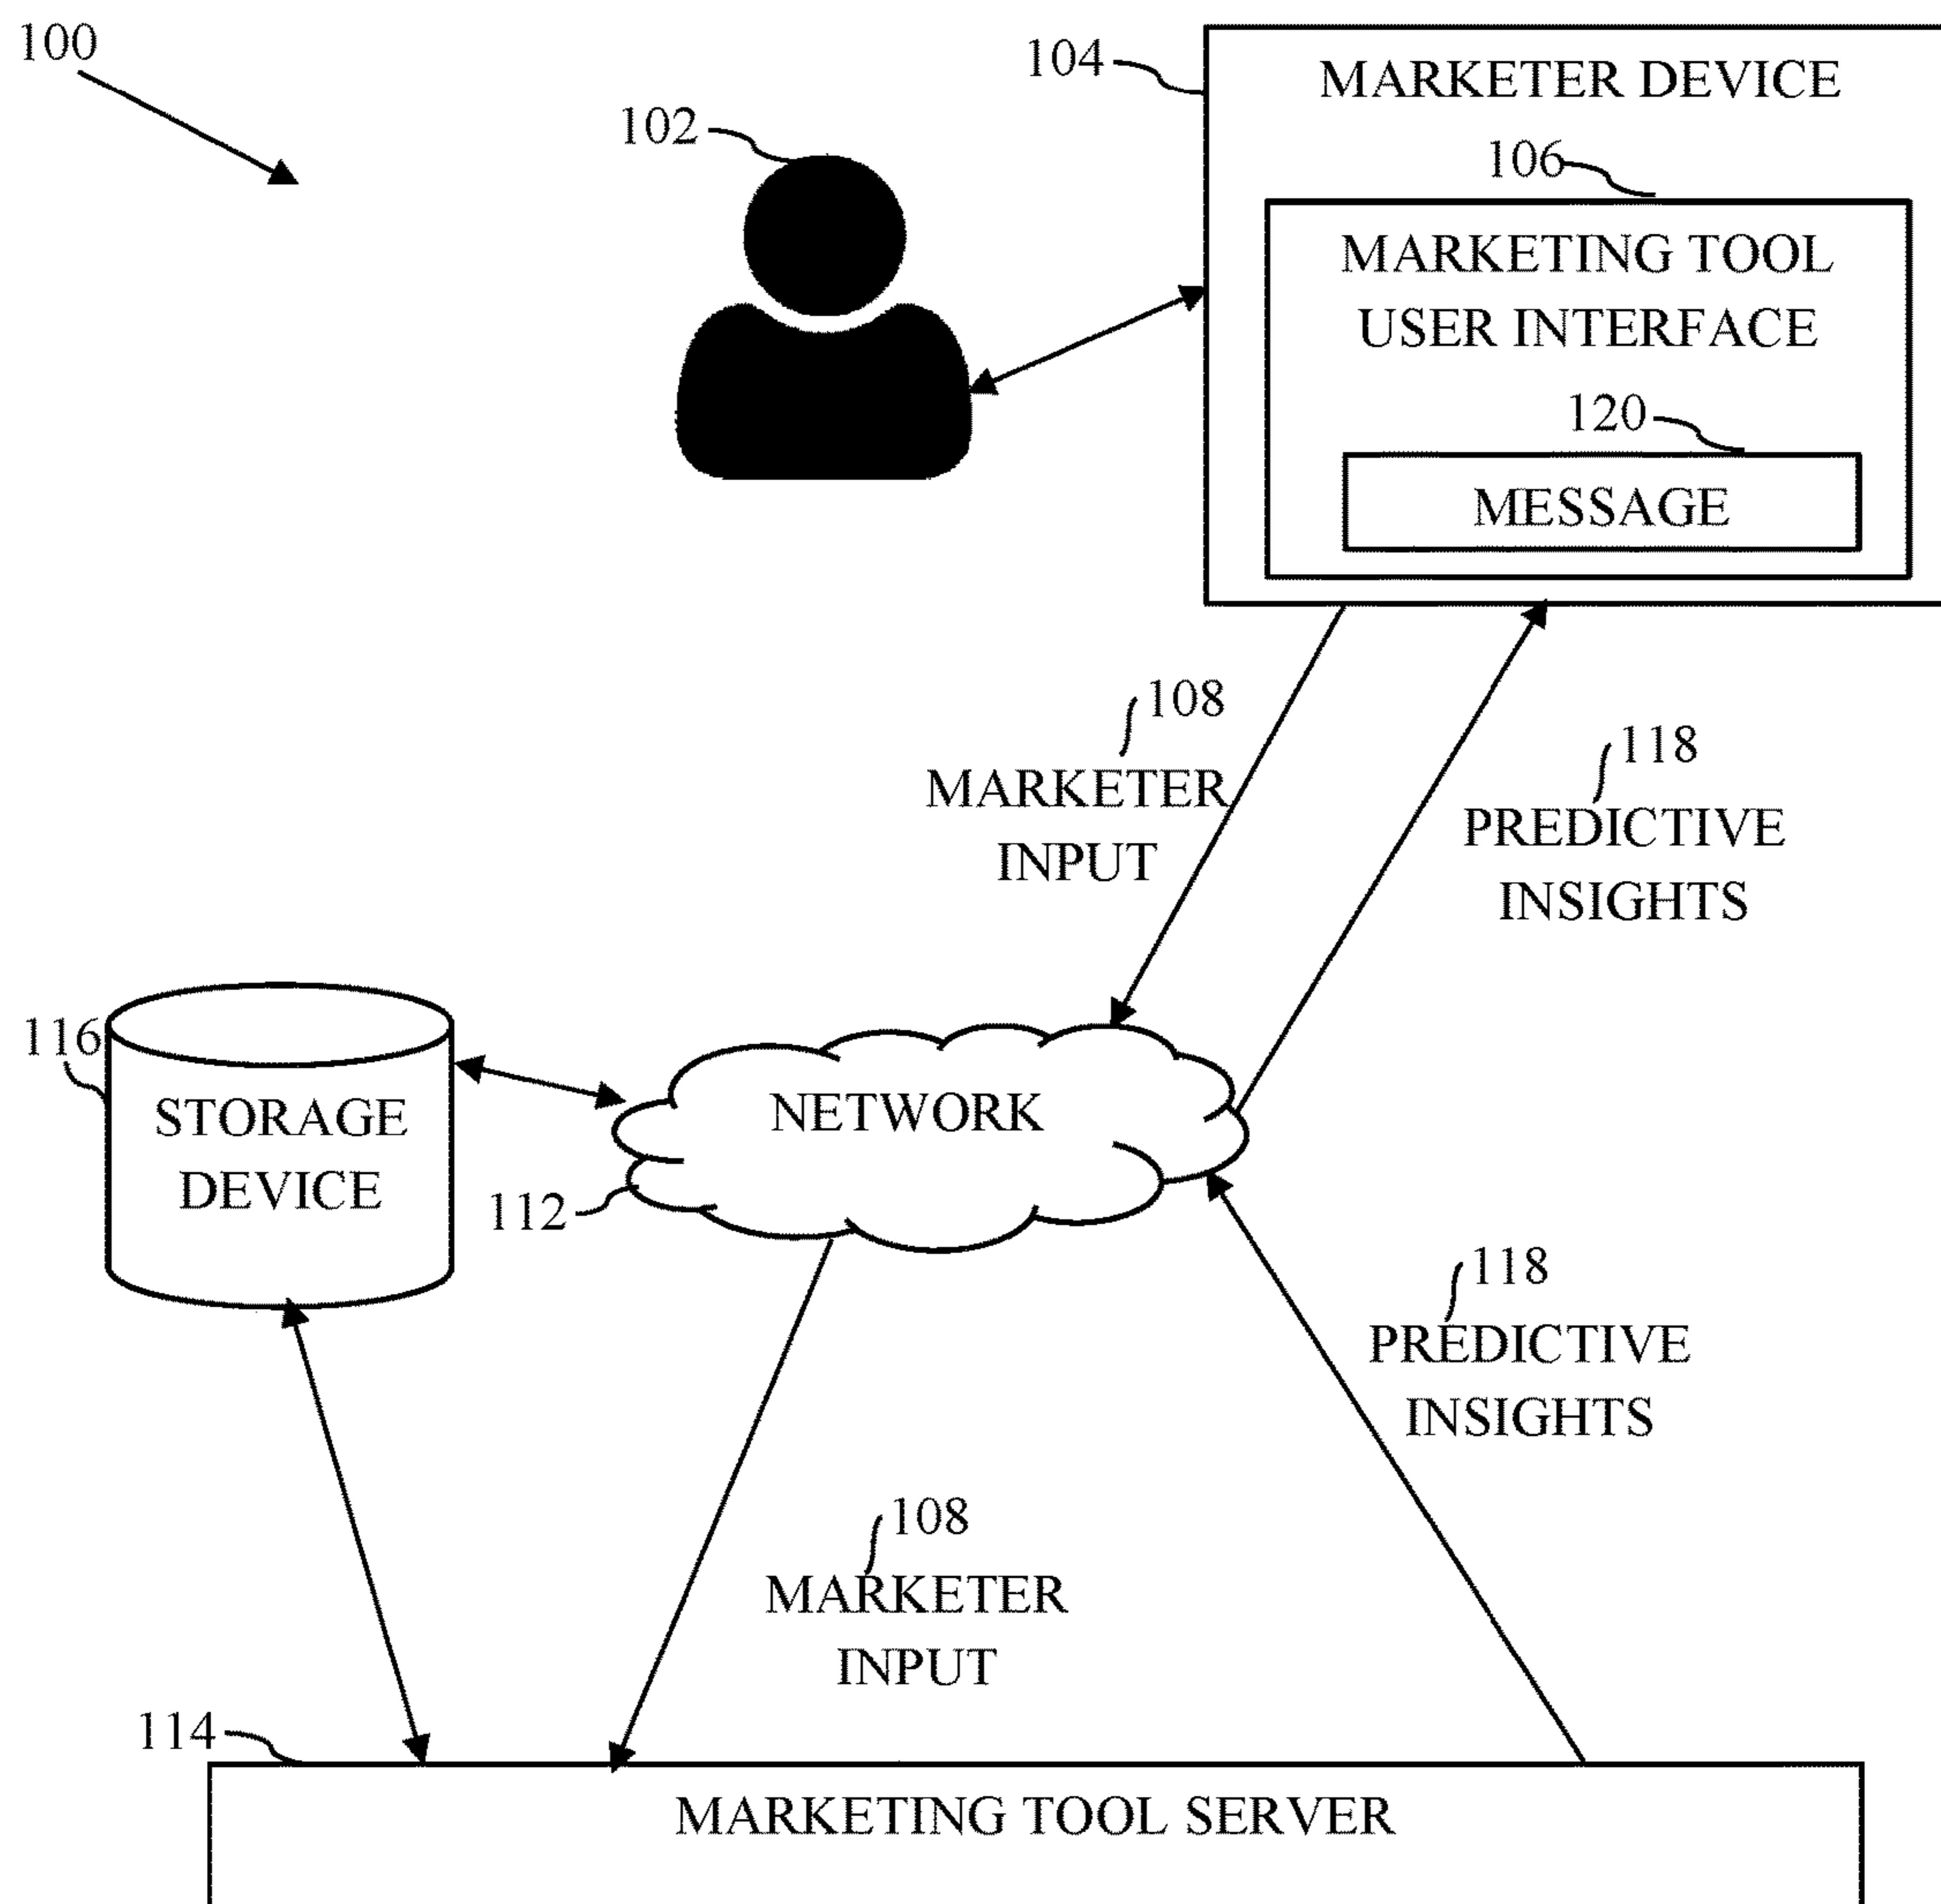 100
104
MARKETER DEVICE
102
106
MARKETING TOOL
USER INTERFACE
120
MESSAGE
108
MARKETER
INPUT
118
PREDICTIVE
INSIGHTS
116
STORAGE
DEVICE
NETWORK
112
118
PREDICTIVE
INSIGHTS
108
MARKETER
INPUT
114
MARKETING TOOL SERVER